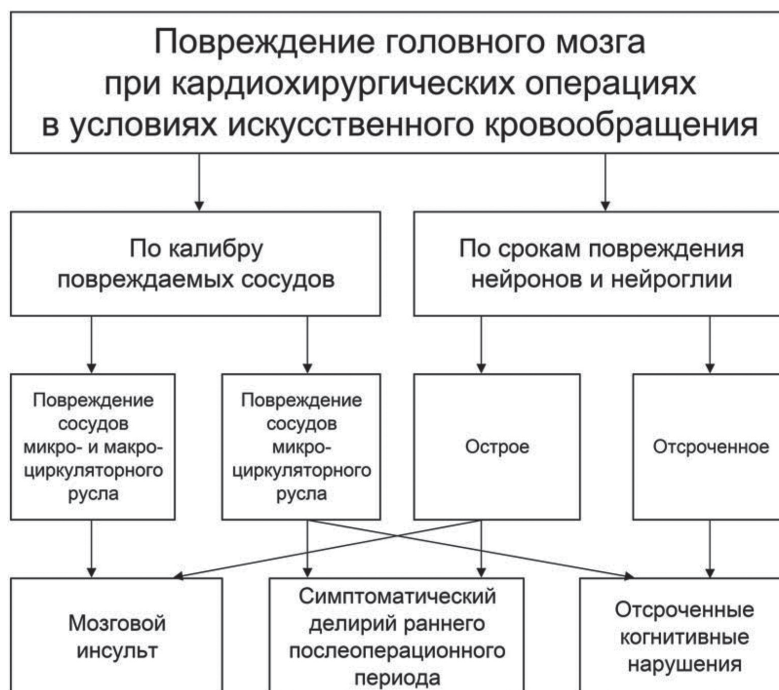 Повреждение головного мозга
при кардиохирургических операциях
в условиях искусственного кровообращения
По калибру
повреждаемых сосудов
По срокам повреждения
нейронов и нейроглии
Повреждение
сосудов
микро- и макро-
циркуляторного
русла
Повреждение
сосудов
микро-
циркуляторного
русла
Острое
Отсроченное
Мозговой
инсульт
Симптоматический
делирий раннего
послеоперационного
периода
Отсроченные
когнитивные
нарушения